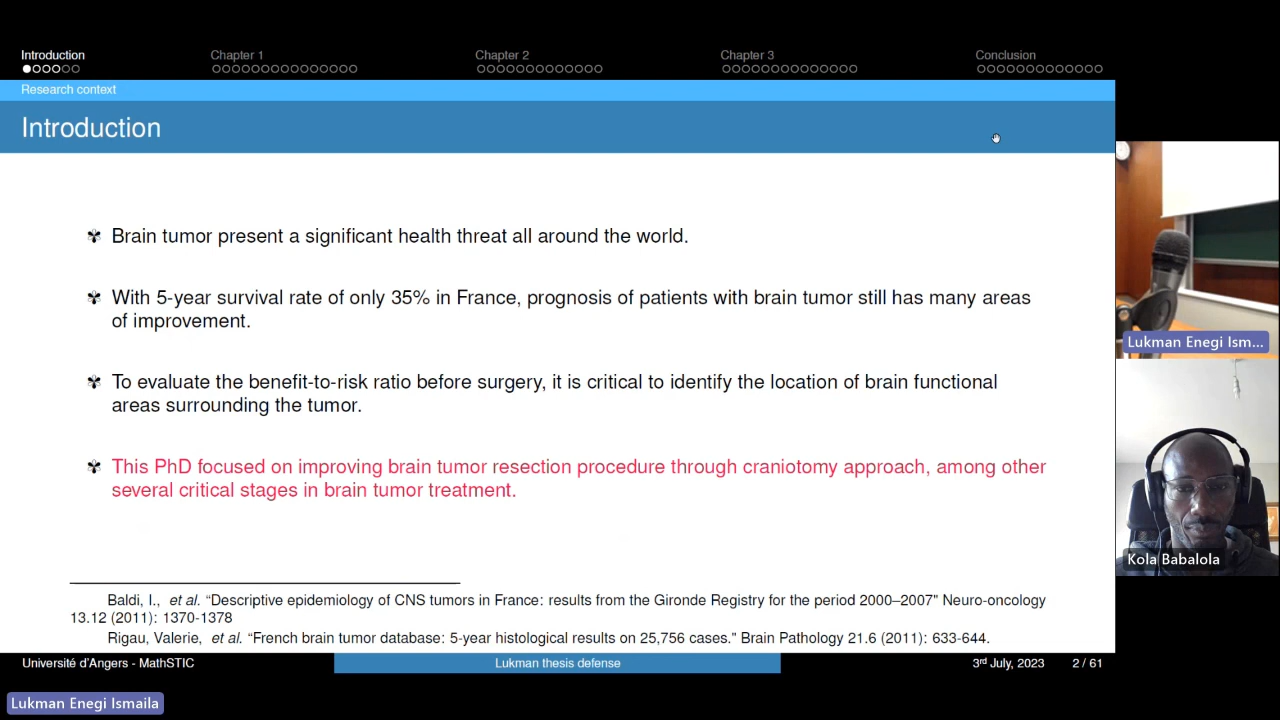 Introduction
Chapter 1
Chapter 2
Chapter 3
Conclusion
Research context
Introduction
Brain tumor present a significant health threat all around the world.
With 5-year survival rate of only 35% in France, prognosis of patients with brain tumor still has many areas
of improvement.
To evaluate the benefit-to-risk ratio before surgery, it is critical to identify the location of brain functional
areas surrounding the tumor.
This PhD focused on improving brain tumor resection procedure through craniotomy approach, among other
several critical stages in brain tumor treatment.
Baldi, I., et al. “Descriptive epidemiology of CNS tumors in France: results from the Gironde Registry for the period 2000–2007" Neuro-oncology
13.12 (2011): 1370-1378
Rigau, Valerie, et al. “French brain tumor database: 5-year histological results on 25,756 cases." Brain Pathology 21.6 (2011): 633-644.
Université d'Angers - MathSTIC
Lukman thesis defense
3rd July, 2023
2 / 61
Lukman Enegi Ism...
Kola Babalola
Lukman Enegi Ismaila